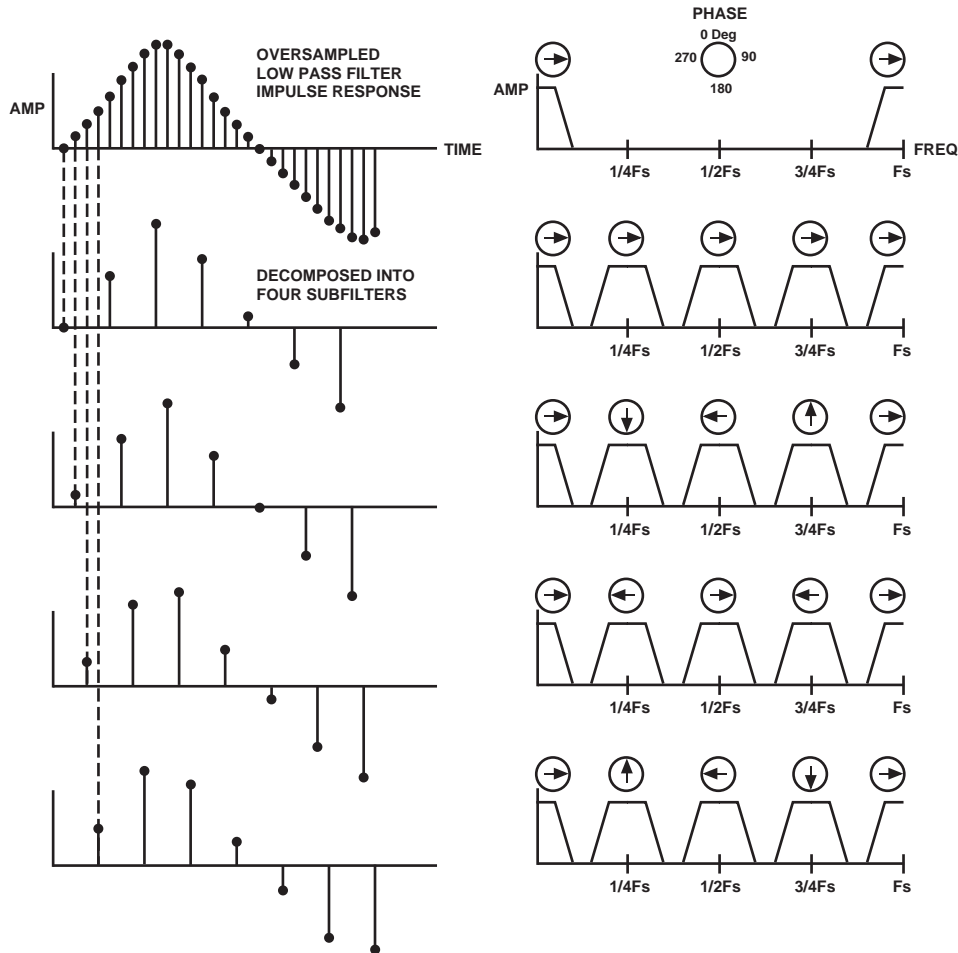 OVERSAMPLED
LOW PASS FILTER
IMPULSE RESPONSE
AMP
TIME
DECOMPOSED INTO
FOUR SUBFILTERS
PHASE
0 Deg
270
90
180
AMP
FREQ
1/4Fs 1/2Fs 3/4Fs Fs
1/4Fs 1/2Fs 3/4Fs Fs
1/4Fs 1/2Fs 3/4Fs Fs
1/4Fs 1/2Fs 3/4Fs Fs
1/4Fs 1/2Fs 3/4Fs Fs